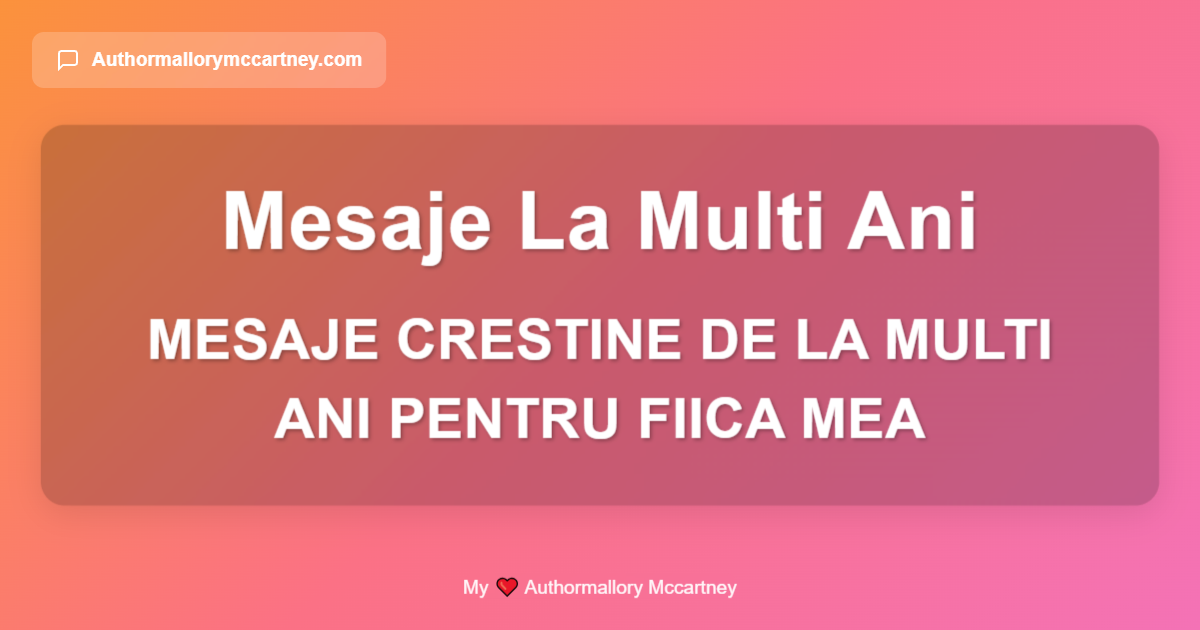 Authormallorymccartney.com
Mesaje La Multi Ani
MESAJE CRESTINE DE LA MULTI
ANI PENTRU FIICA MEA
My ❤️ Authormallory Mccartney